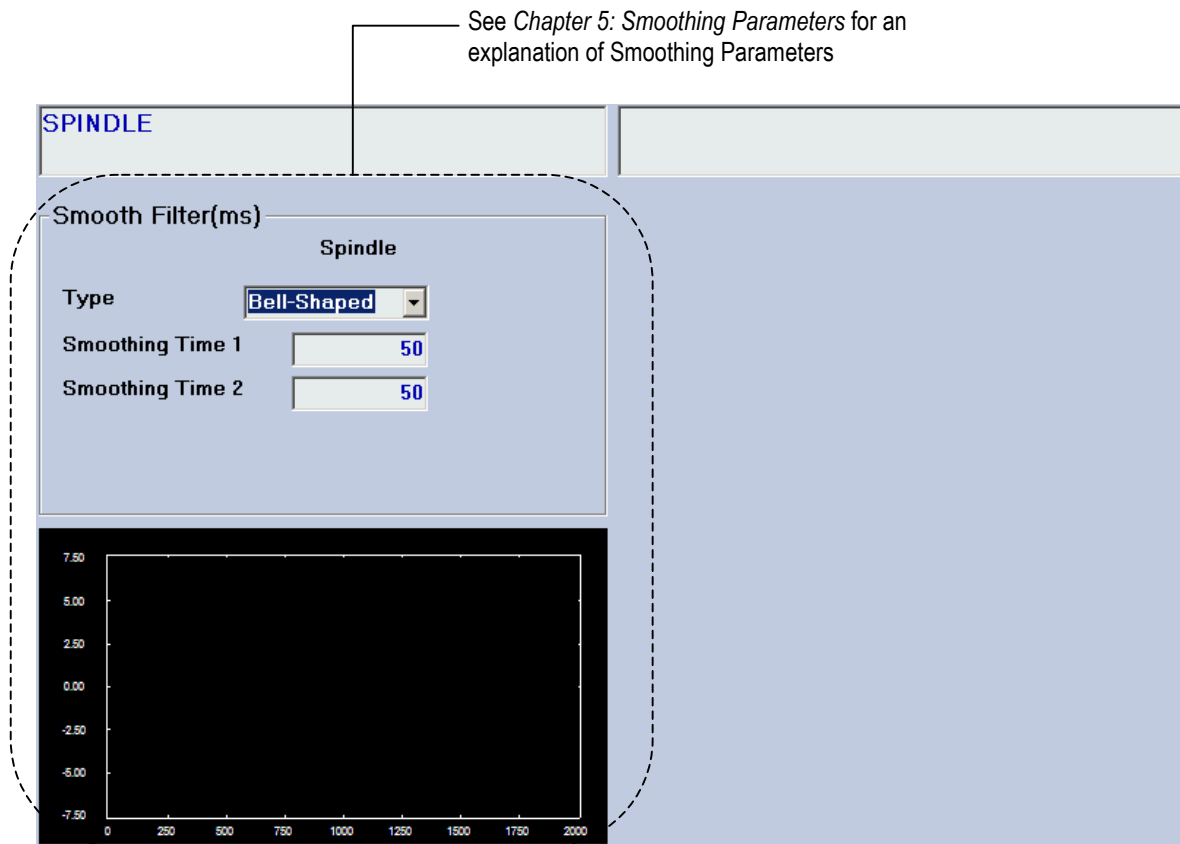 See Chapter 5: Smoothing Parameters for an
explanation of Smoothing Parameters
SPINDLE
Smooth Filter(ms)
Spindle
Type
Bell-Shaped
Smoothing Time 1
50
Smoothing Time 2
50
7.50
5.00
2.50
0.00
-2.50
-5.00
-7.50
0 250 500 750 1000 1250 1500 1750 2000